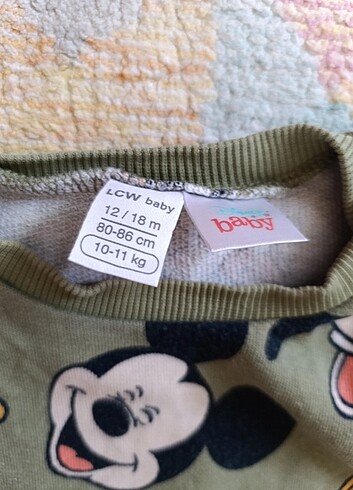 LCW baby
12 / 18 m
80-86 cm
10-11 kg
baby